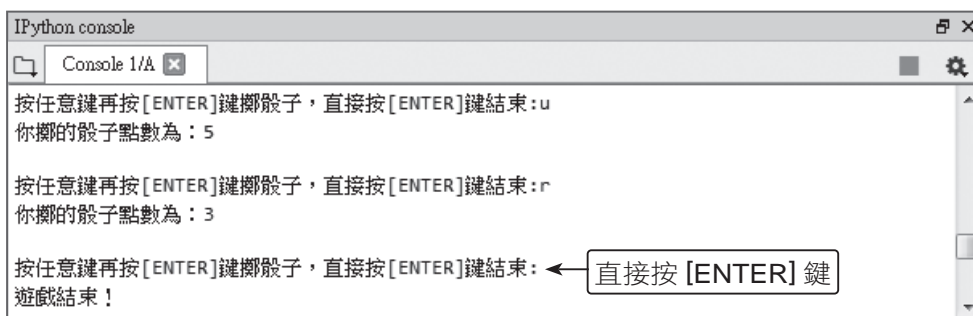 IPython console
Console 1/A
按任意鍵再按[ENTER]鍵擲骰子，直接按[ENTER]鍵結束:u
你擲的骰子點數為：5
按任意鍵再按[ENTER]鍵擲骰子，直接按[ENTER]鍵結束:r
你擲的骰子點數為：3
按任意鍵再按[ENTER]鍵擲骰子，直接按[ENTER]鍵結束:
直接按 [ENTER] 鍵
遊戲結束！